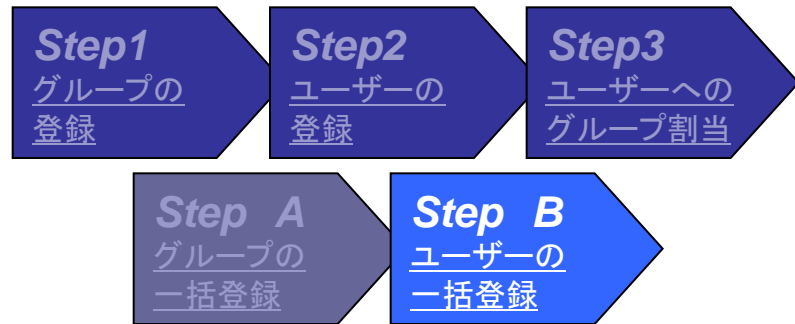 Step1
グループの
登録
Step2
ユーザーの
登録
Step3
ユーザーへの
グループ割当
Step A
グループの
一括登録
Step B
ユーザーの
一括登録